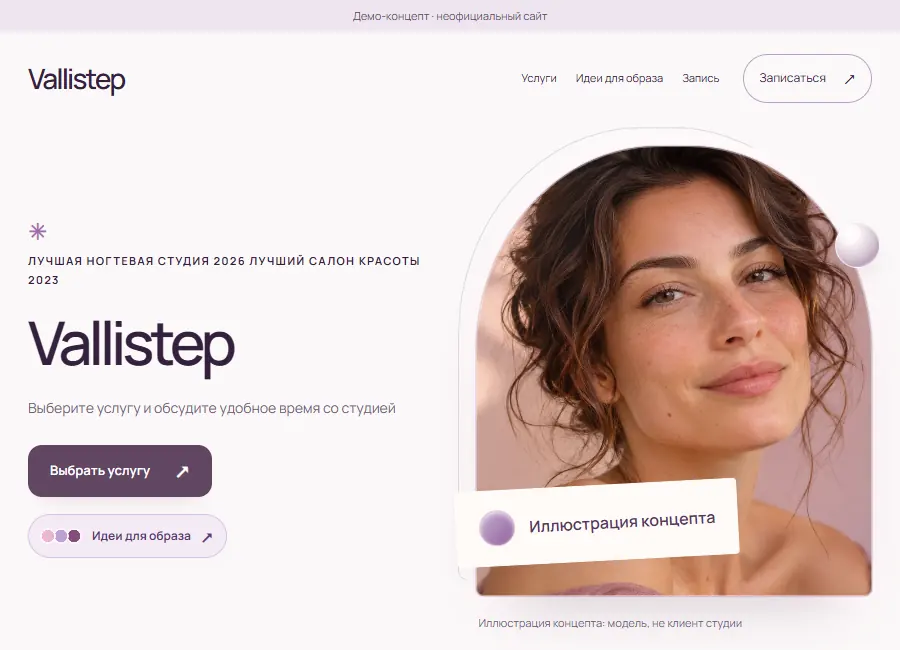 Демо-концепт · неофициальный сайт
Vallistep
Услуги
Идеи для образа
Запись
Записаться ↗
ЛУЧШАЯ НОГТЕВАЯ СТУДИЯ 2026 ЛУЧШИЙ САЛОН КРАСОТЫ
2023
Vallistep
Выберите услугу и обсудите удобное время со студией
Выбрать услугу ↗
Идеи для образа ↗
Иллюстрация концепта
Иллюстрация концепта: модель, не клиент студии